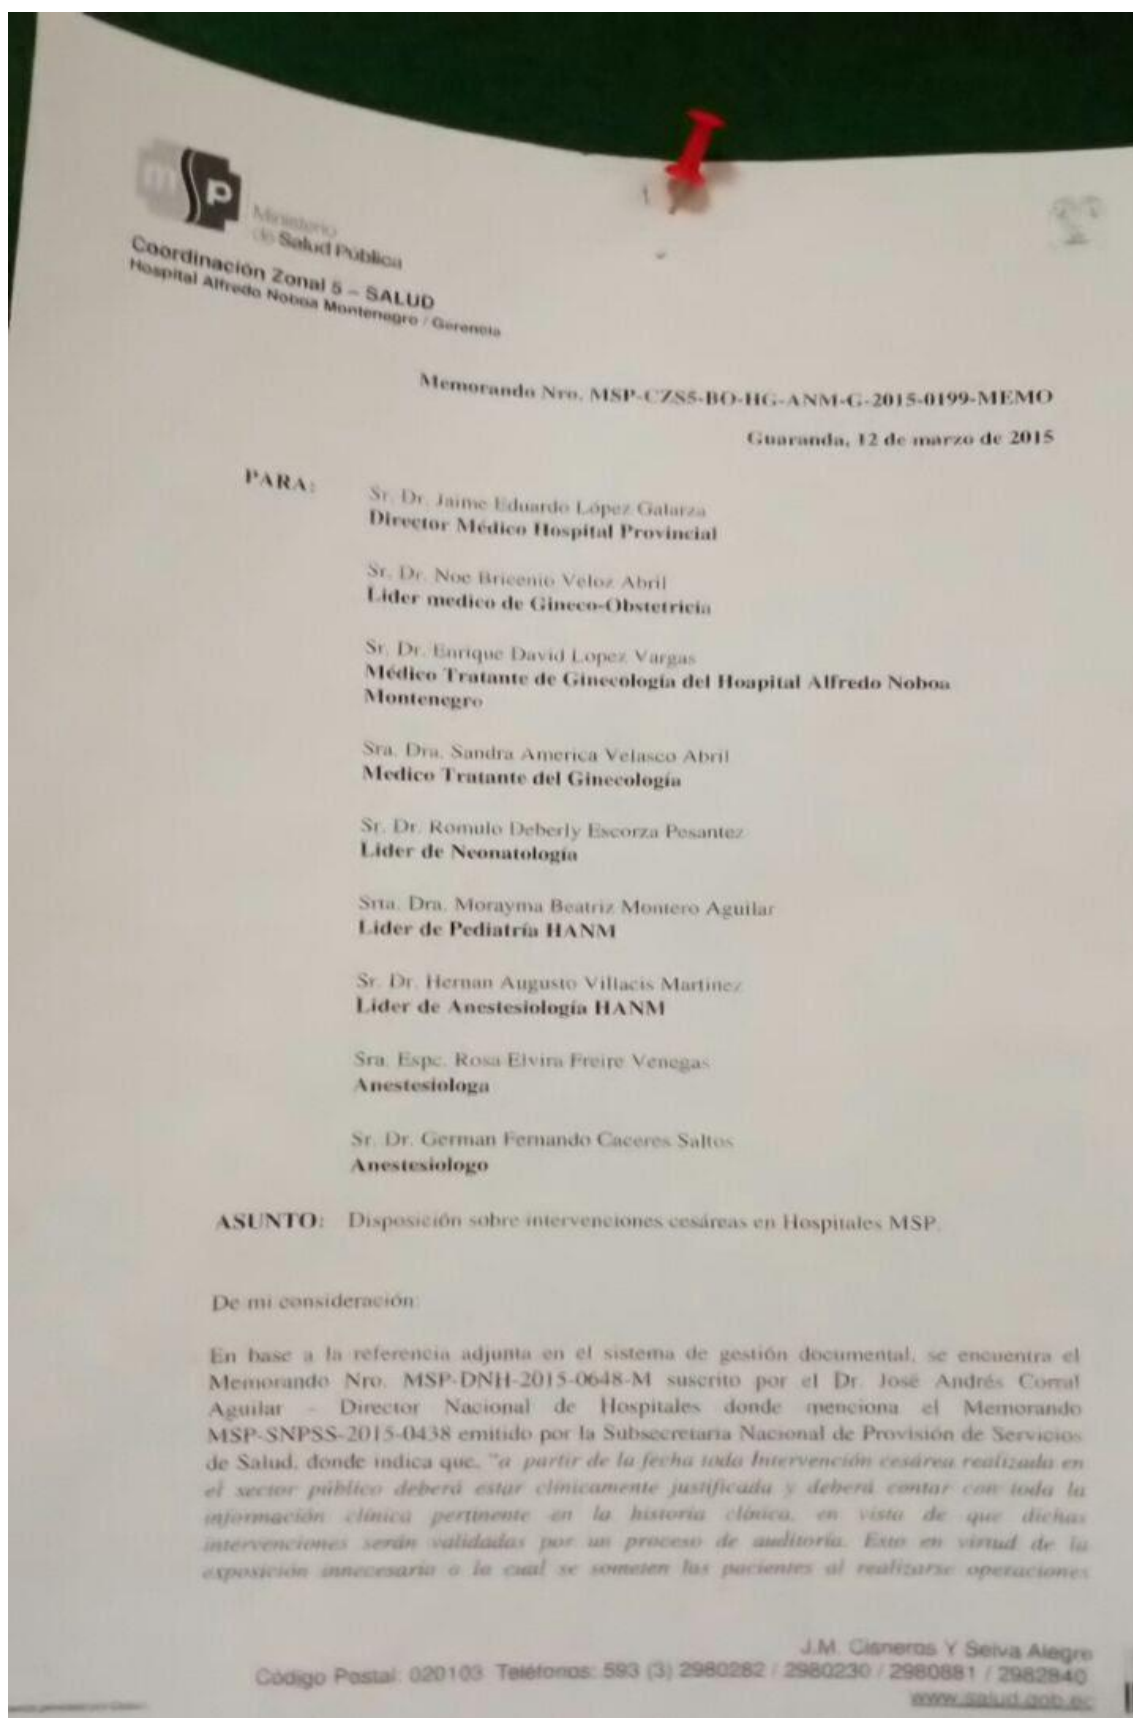 msp
Ministerio
de Salud Pública
Coordinación Zonal 5 – SALUD
Hospital Alfredo Noboa Montenegro / Gerencia
Memorando Nro. MSP-CZS5-BO-HG-ANM-G-2015-0199-MEMO
Guaranda, 12 de marzo de 2015
PARA:
Sr. Dr. Jaime Eduardo López Galarza
Director Médico Hospital Provincial
Sr. Dr. Noe Bricenio Veloz Abril
Lider medico de Gineco-Obstetricia
Sr. Dr. Enrique David Lopez Vargas
Médico Tratante de Ginecología del Hoapital Alfredo Noboa
Montenegro
Sra. Dra. Sandra America Velasco Abril
Medico Tratante del Ginecología
Sr. Dr. Romulo Deberly Escorza Pesantez
Lider de Neonatología
Srta. Dra. Morayma Beatriz Montero Aguilar
Lider de Pediatría HANM
Sr. Dr. Hernan Augusto Villacis Martinez
Lider de Anestesiología HANM
Sra. Espc. Rosa Elvira Freire Venegas
Anestesiologa
Sr. Dr. German Fernando Caceres Saltos
Anestesiologo
ASUNTO: Disposición sobre intervenciones cesáreas en Hospitales MSP.
De mi consideración:
En base a la referencia adjunta en el sistema de gestión documental, se encuentra el
Memorando Nro. MSP-DNH-2015-0648-M suscrito por el Dr. José Andrés Corral
Aguilar – Director Nacional de Hospitales donde menciona el Memorando
MSP-SNPSS-2015-0438 emitido por la Subsecretaria Nacional de Provisión de Servicios
de Salud, donde indica que, "a partir de la fecha toda Intervención cesárea realizada en
el sector público deberá estar clínicamente justificada y deberá contar con toda la
información clínica pertinente en la historia clínica, en vista de que dichas
intervenciones serán validadas por un proceso de auditoría. Esto en virtud de la
exposición innecesaria a la cual se someten las pacientes al realizarse operaciones
J.M. Cisneros Y Selva Alegre
Código Postal: 020103 Teléfonos: 593 (3) 2980282 / 2980230 / 2980881 / 2982840
www.salud.gob.ec